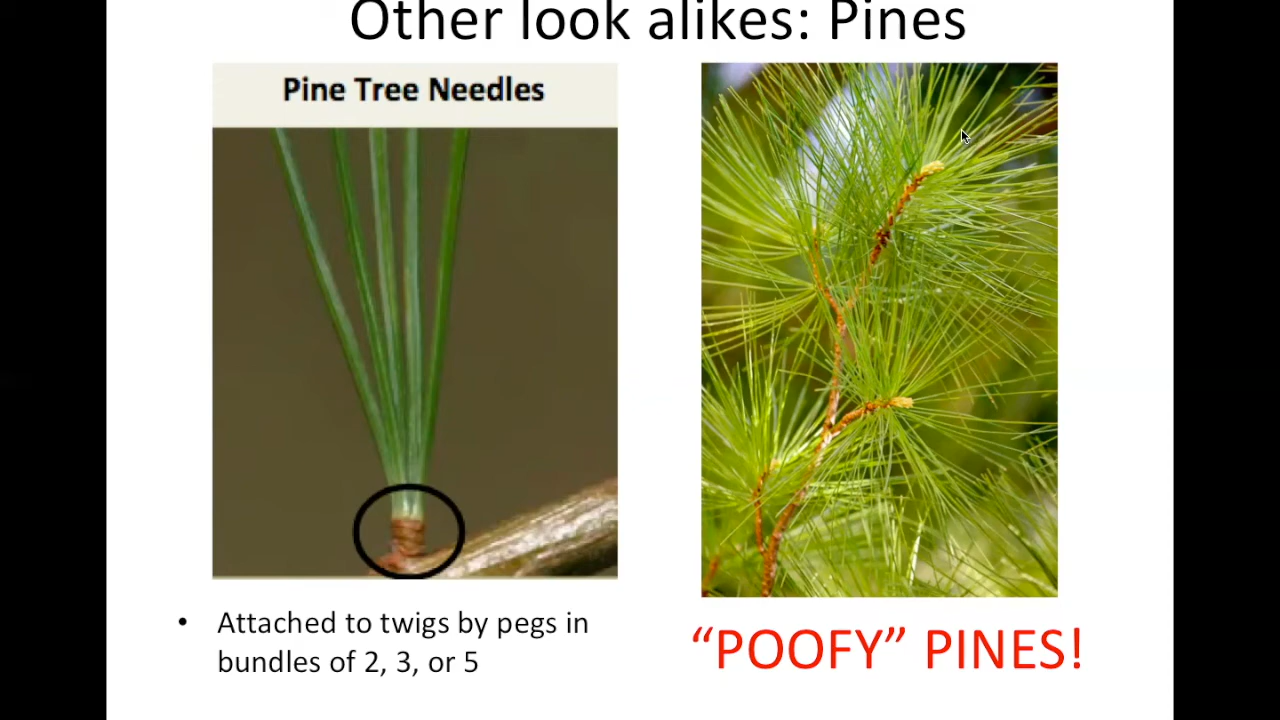 Other look alikes: Pines
Pine Tree Needles
• Attached to twigs by pegs in
bundles of 2, 3, or 5
“POOFY” PINES!